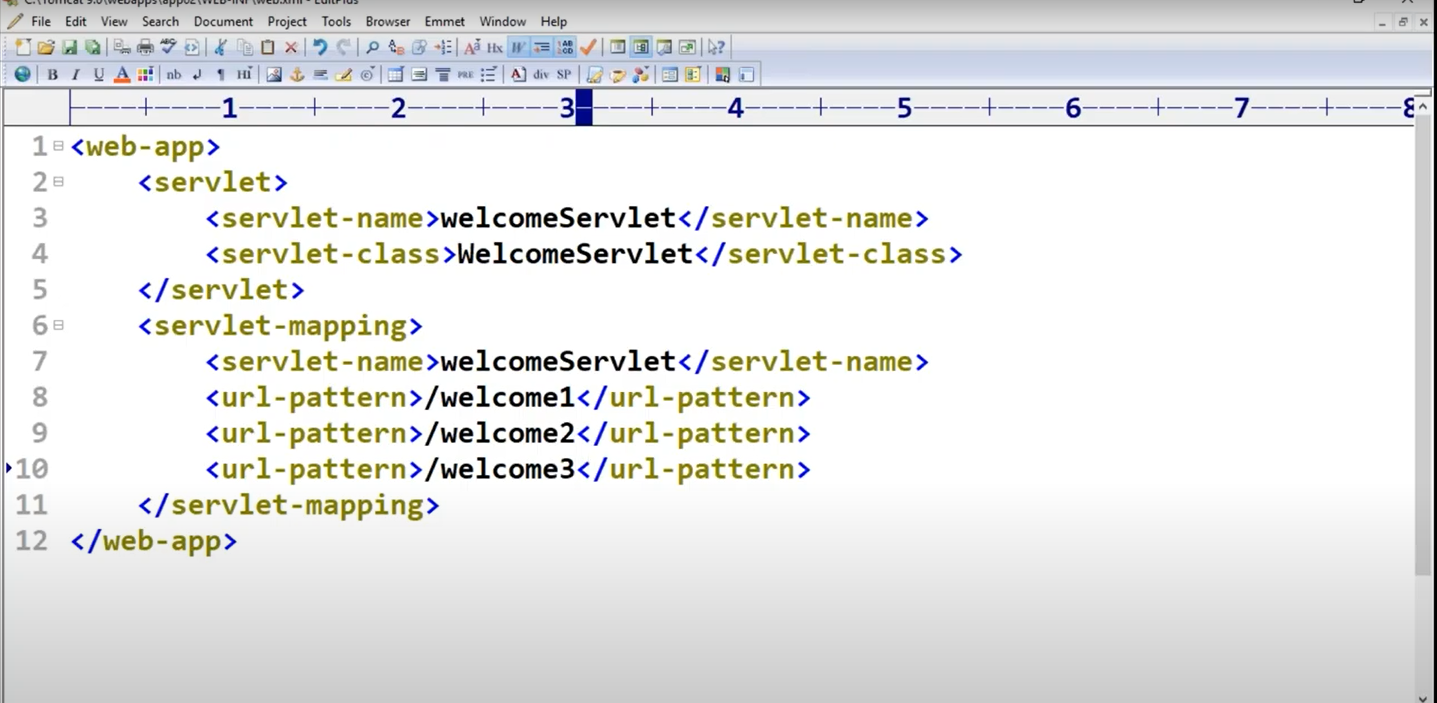 C:\Tomcat 9.0\webapps\app02\WEB-INF\web.xml - EditPlus
File Edit View Search Document Project Tools Browser Emmet Window Help
B I U A nb ¶ HI PRE A div SP
1 2 3 4 5 6 7 8
1 <web-app>
2 <servlet>
3 <servlet-name>welcomeServlet</servlet-name>
4 <servlet-class>WelcomeServlet</servlet-class>
5 </servlet>
6 <servlet-mapping>
7 <servlet-name>welcomeServlet</servlet-name>
8 <url-pattern>/welcome1</url-pattern>
9 <url-pattern>/welcome2</url-pattern>
10 <url-pattern>/welcome3</url-pattern>
11 </servlet-mapping>
12 </web-app>